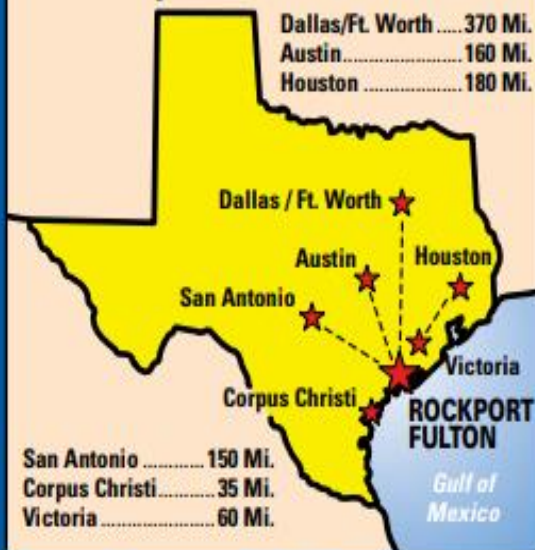 Dallas/Ft. Worth.....370 Mi.
Austin.......................160 Mi.
Houston....................180 Mi.
Dallas / Ft. Worth
Austin
Houston
San Antonio
Victoria
Corpus Christi
ROCKPORT
FULTON
San Antonio............150 Mi.
Corpus Christi...........35 Mi.
Victoria......................60 Mi.
Gulf of
Mexico